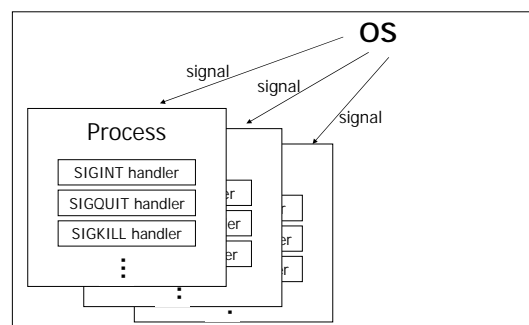 OS
signal
signal
signal
Process
SIGINT handler
SIGQUIT handler
SIGKILL handler